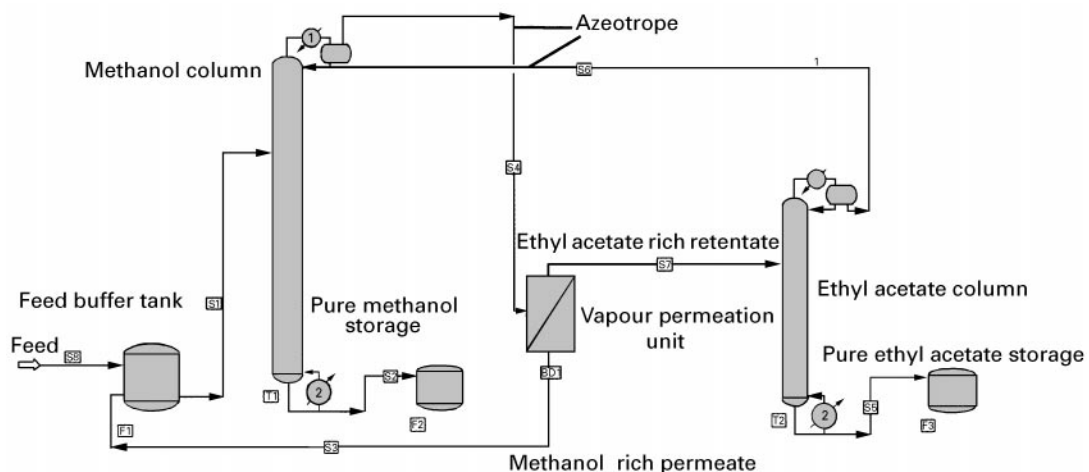 Azeotrope
1
Methanol column
S6
1
S4
Ethyl acetate rich retentate
S7
Feed buffer tank
S1
Pure methanol
storage
Ethyl acetate column
Vapour permeation
unit
Feed
S8
Pure ethyl acetate storage
BD1
S2
T1
2
F2
S5
T2
2
F3
F1
S3
Methanol rich permeate